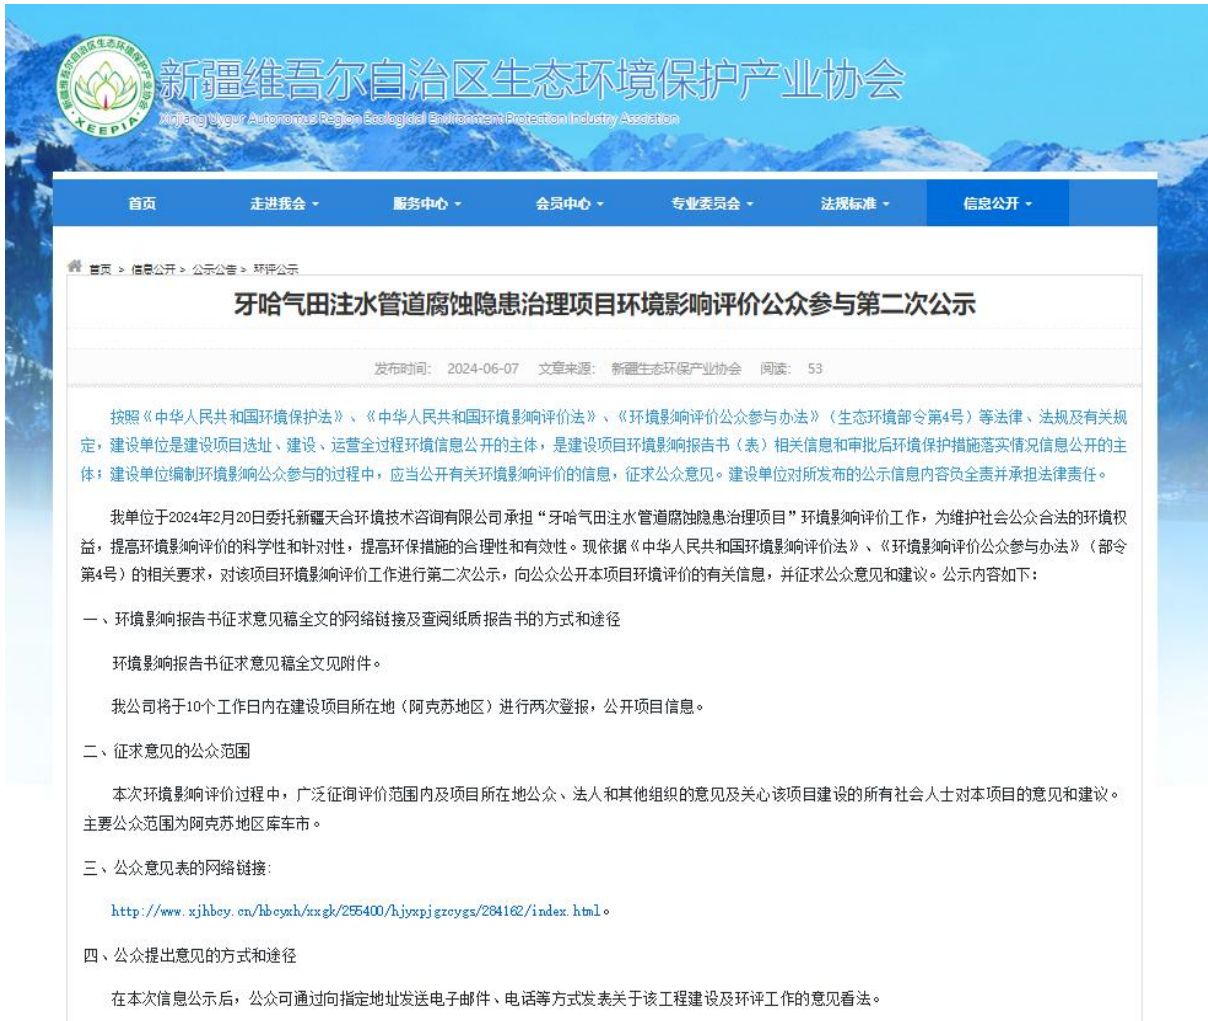 新疆维吾尔自治区生态环境保护产业协会
XEEPIA
新疆维吾尔自治区生态环境保护产业协会
Xinjiang Uygur Autonomus Region Ecological Environment Protection Industry Assciation
首页 走进我会 服务中心 会员中心 专业委员会 法规标准 信息公开
首页 > 信息公开 > 公示公告 > 环评公示
牙哈气田注水管道腐蚀隐患治理项目环境影响评价公众参与第二次公示
发布时间: 2024-06-07 文章来源: 新疆生态环保产业协会 阅读: 53
按照《中华人民共和国环境保护法》、《中华人民共和国环境影响评价法》、《环境影响评价公众参与办法》（生态环境部令第4号）等法律、法规及有关规
定，建设单位是建设项目选址、建设、运营全过程环境信息公开的主体，是建设项目环境影响报告书（表）相关信息和审批后环境保护措施落实情况信息公开的主
体；建设单位编制环境影响公众参与的过程中，应当公开有关环境影响评价的信息，征求公众意见。建设单位对所发布的公示信息内容负全责并承担法律责任。
我单位于2024年2月20日委托新疆天合环境技术咨询有限公司承担“牙哈气田注水管道腐蚀隐患治理项目”环境影响评价工作，为维护社会公众合法的环境权
益，提高环境影响评价的科学性和针对性，提高环保措施的合理性和有效性。现依据《中华人民共和国环境影响评价法》、《环境影响评价公众参与办法》（部令
第4号）的相关要求，对该项目环境影响评价工作进行第二次公示，向公众公开本项目环境评价的有关信息，并征求公众意见和建议。公示内容如下：
一、环境影响报告书征求意见稿全文的网络链接及查阅纸质报告书的方式和途径
环境影响报告书征求意见稿全文见附件。
我公司将于10个工作日内在建设项目所在地（阿克苏地区）进行两次登报，公开项目信息。
二、征求意见的公众范围
本次环境影响评价过程中，广泛征询评价范围内及项目所在地公众、法人和其他组织的意见及关心该项目建设的所有社会人士对本项目的意见和建议。
主要公众范围为阿克苏地区库车市。
三、公众意见表的网络链接:
http://www.xjhbcy.cn/hbcyxh/xxgk/255400/hjyxpjgzcygs/284162/index.html。
四、公众提出意见的方式和途径
在本次信息公示后，公众可通过向指定地址发送电子邮件、电话等方式发表关于该工程建设及环评工作的意见看法。